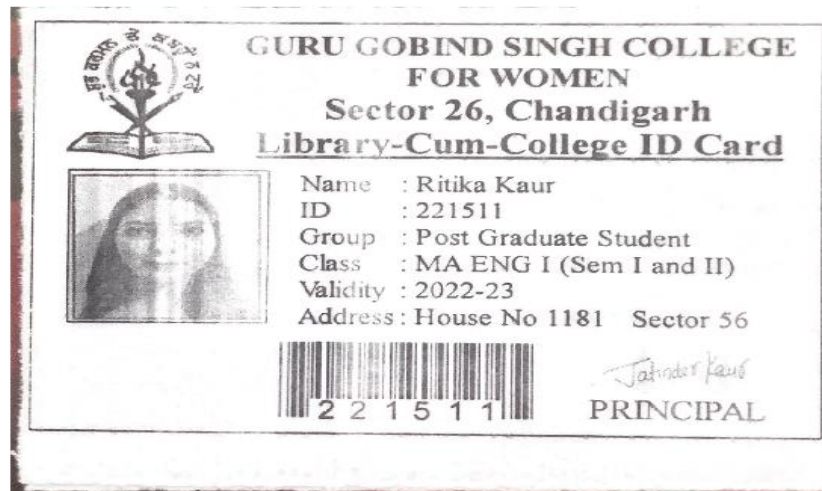 GURU GOBIND SINGH COLLEGE
FOR WOMEN
Sector 26, Chandigarh
Library-Cum-College ID Card
Name : Ritika Kaur
ID : 221511
Group : Post Graduate Student
Class : MA ENG I (Sem I and II)
Validity : 2022-23
Address : House No 1181 Sector 56
221511
Jatinder Kaur
PRINCIPAL